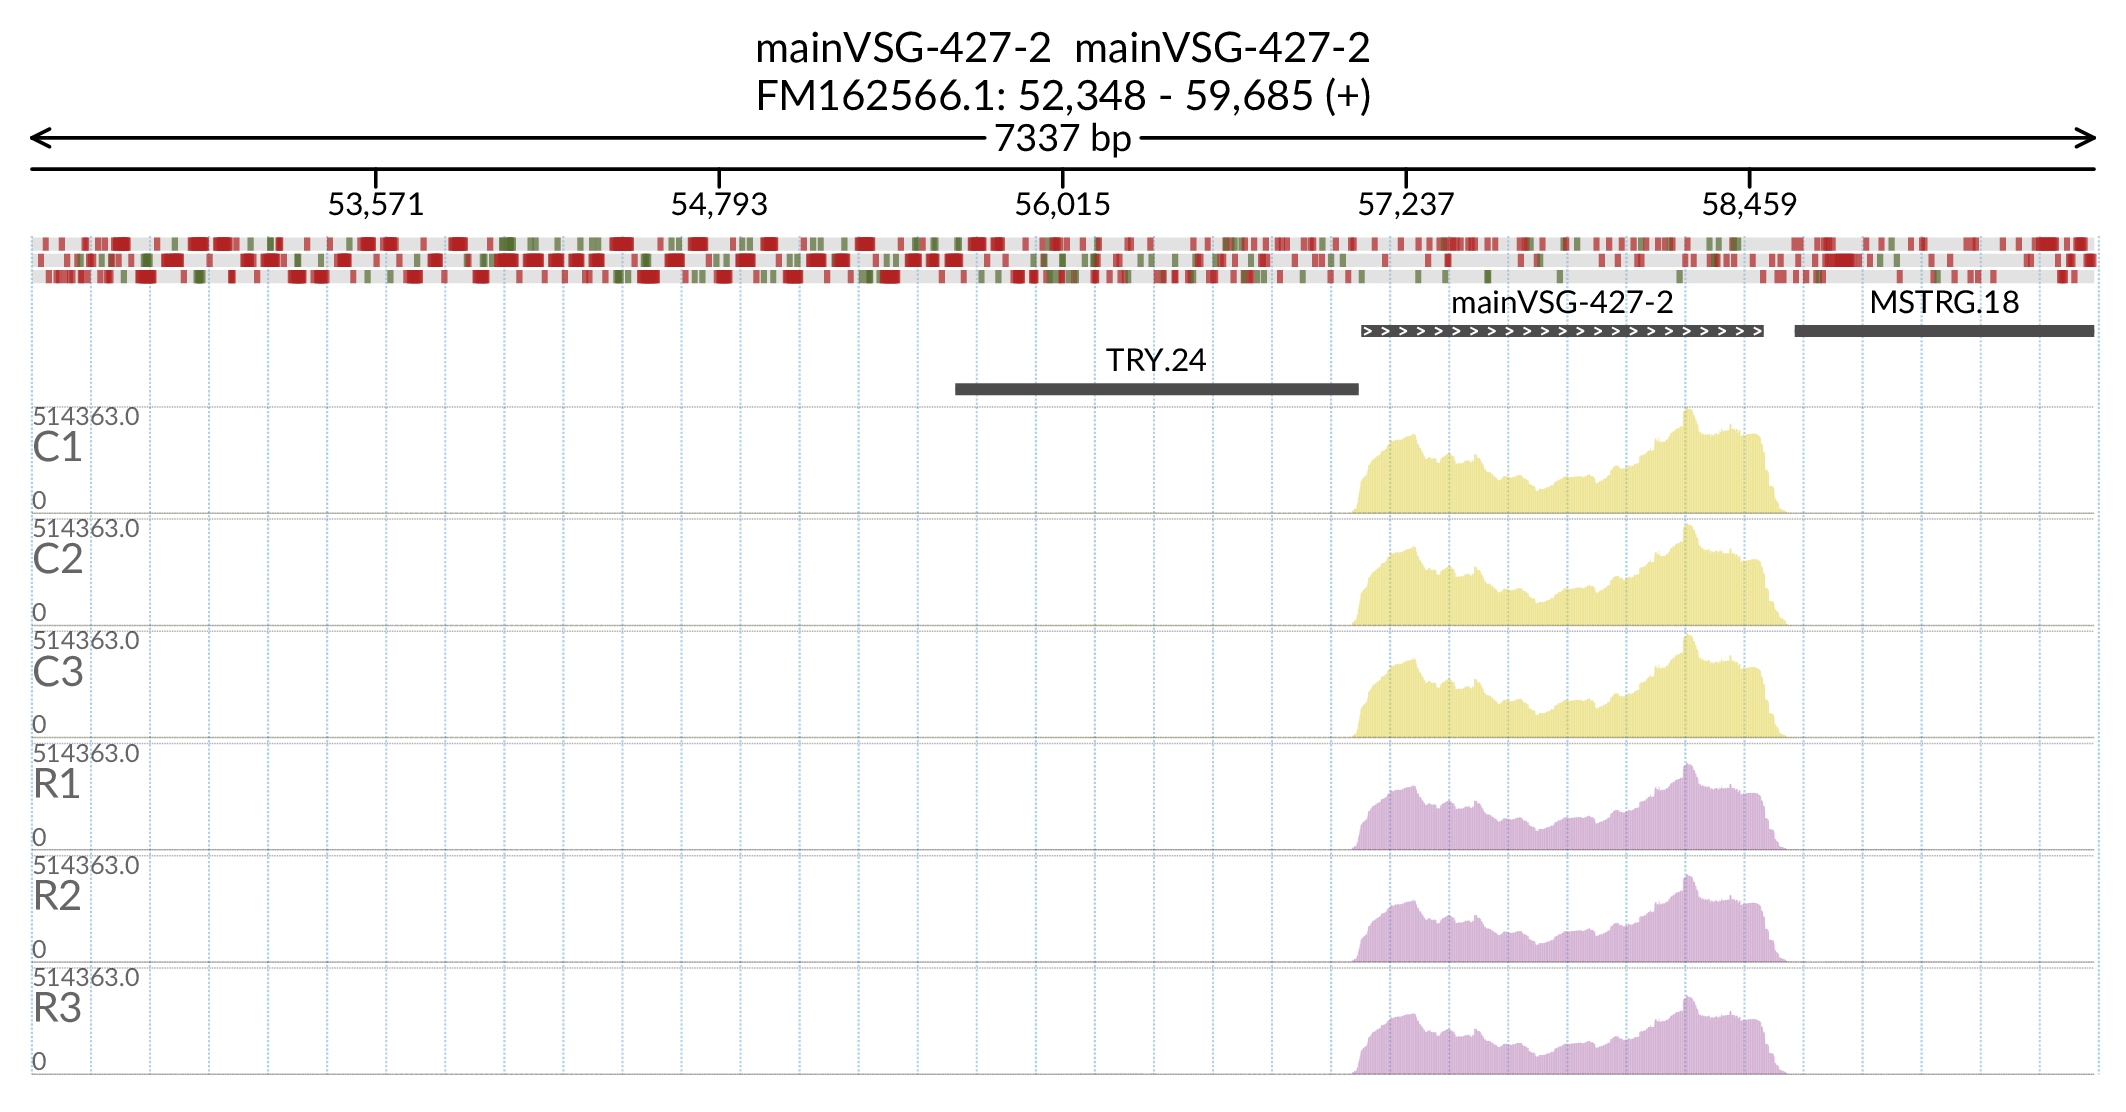 mainVSG-427-2 mainVSG-427-2
FM162566.1: 52,348 - 59,685 (+)
7337 bp
53,571 54,793 56,015 57,237 58,459
mainVSG-427-2 MSTRG.18
TRY.24
514363.0
C1
0
514363.0
C2
0
514363.0
C3
0
514363.0
R1
0
514363.0
R2
0
514363.0
R3
0